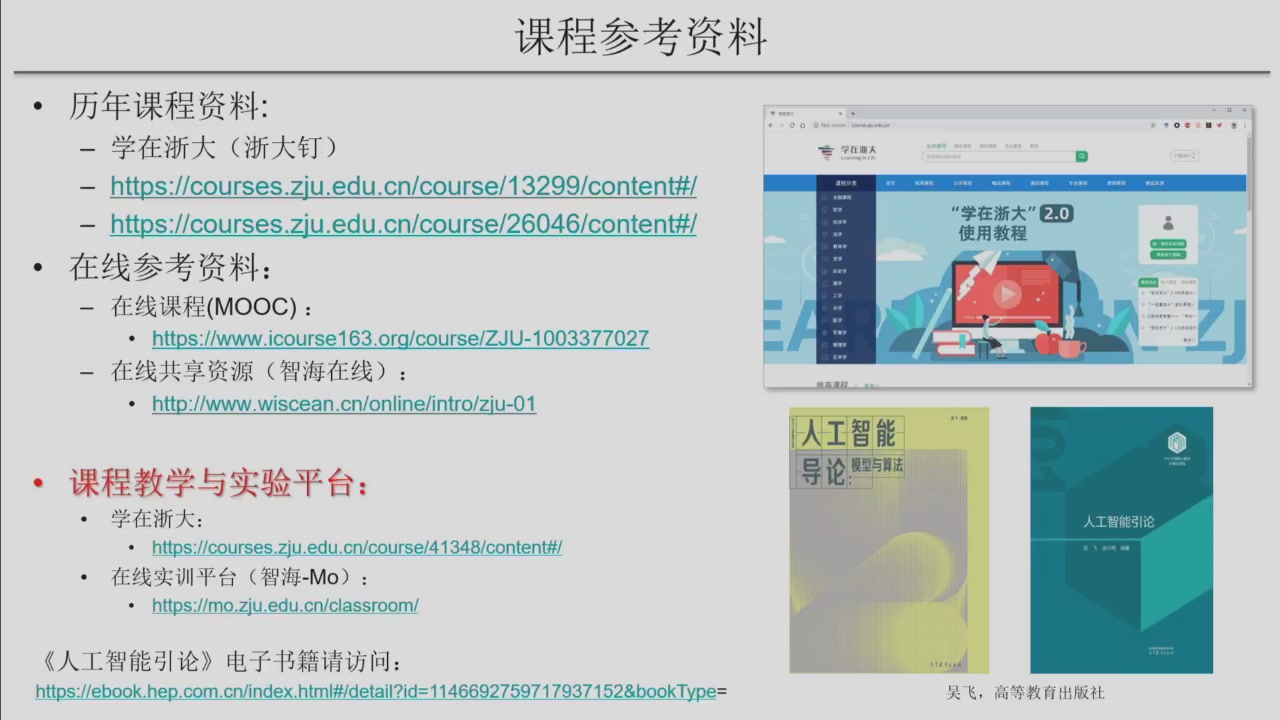 课程参考资料
• 历年课程资料:
– 学在浙大（浙大钉）
– https://courses.zju.edu.cn/course/13299/content#/
– https://courses.zju.edu.cn/course/26046/content#/
• 在线参考资料：
– 在线课程(MOOC)：
• https://www.icourse163.org/course/ZJU-1003377027
– 在线共享资源（智海在线）：
• http://www.wiscean.cn/online/intro/zju-01
• 课程教学与实验平台：
• 学在浙大：
• https://courses.zju.edu.cn/course/41348/content#/
• 在线实训平台（智海-Mo）：
• https://mo.zju.edu.cn/classroom/
《人工智能引论》电子书籍请访问：
https://ebook.hep.com.cn/index.html#/detail?id=1146692759717937152&bookType=
学在浙大
Learning in ZJU
课程分类
“学在浙大”2.0
使用教程
推荐课程
人工智能
导论：模型与算法
人工智能引论
吴飞，高等教育出版社